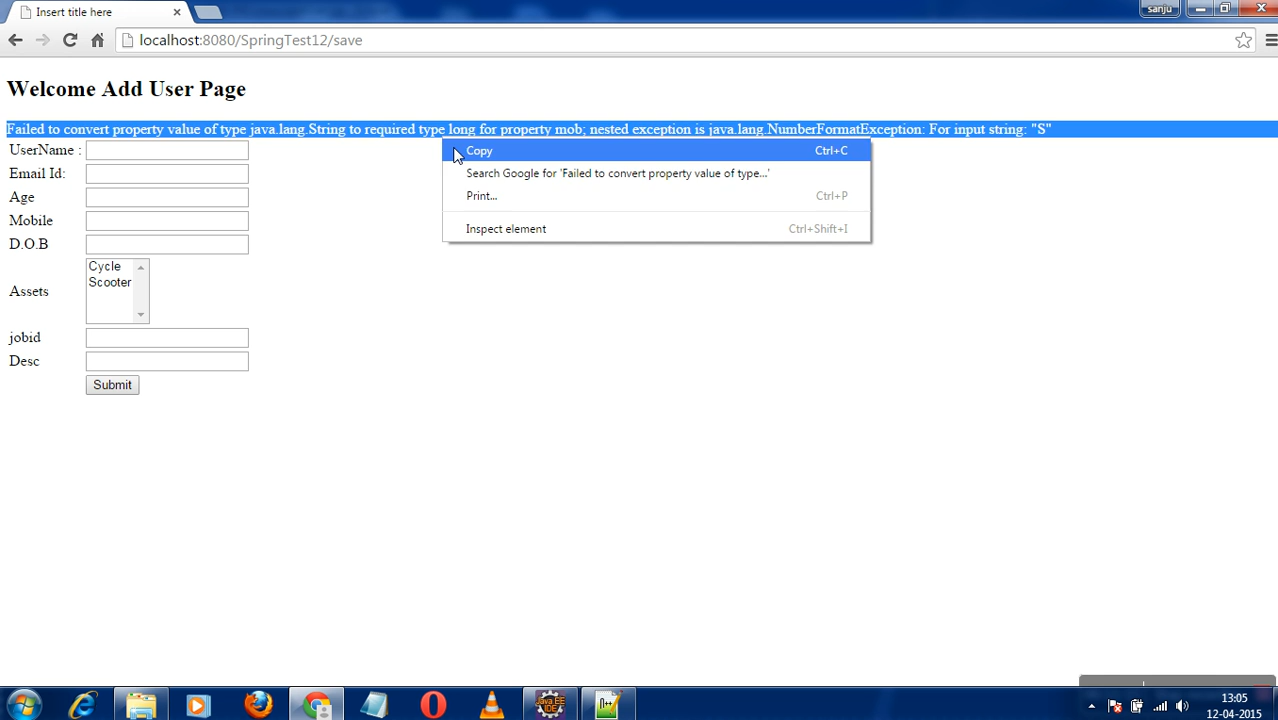 Insert title here
sanju
localhost:8080/SpringTest12/save
Welcome Add User Page
Failed to convert property value of type java.lang.String to required type long for property mob; nested exception is java.lang.NumberFormatException: For input string: "S"
UserName :
Copy Ctrl+C
Email Id:
Search Google for 'Failed to convert property value of type...'
Age
Print... Ctrl+P
Mobile
Inspect element Ctrl+Shift+I
D.O.B
Cycle
Scooter
Assets
jobid
Desc
Submit
Java EE
IDE
n++
13:05
12-04-2015